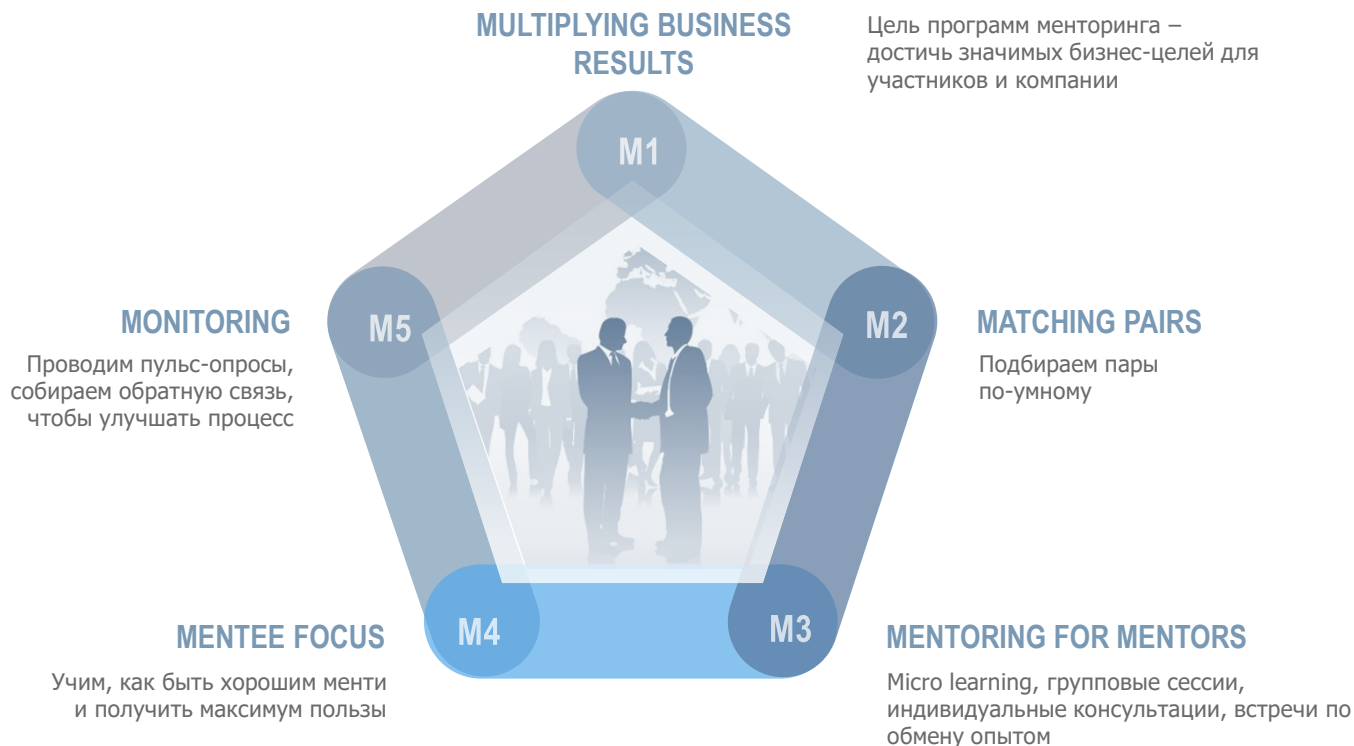 MULTIPLYING BUSINESS
RESULTS
Цель программ менторинга –
достичь значимых бизнес-целей для
участников и компании
M1
M5
M2
MONITORING
Проводим пульс-опросы,
собираем обратную связь,
чтобы улучшать процесс
MATCHING PAIRS
Подбираем пары
по-умному
M4
M3
MENTEE FOCUS
Учим, как быть хорошим менти
и получить максимум пользы
MENTORING FOR MENTORS
Micro learning, групповые сессии,
индивидуальные консультации, встречи по
обмену опытом